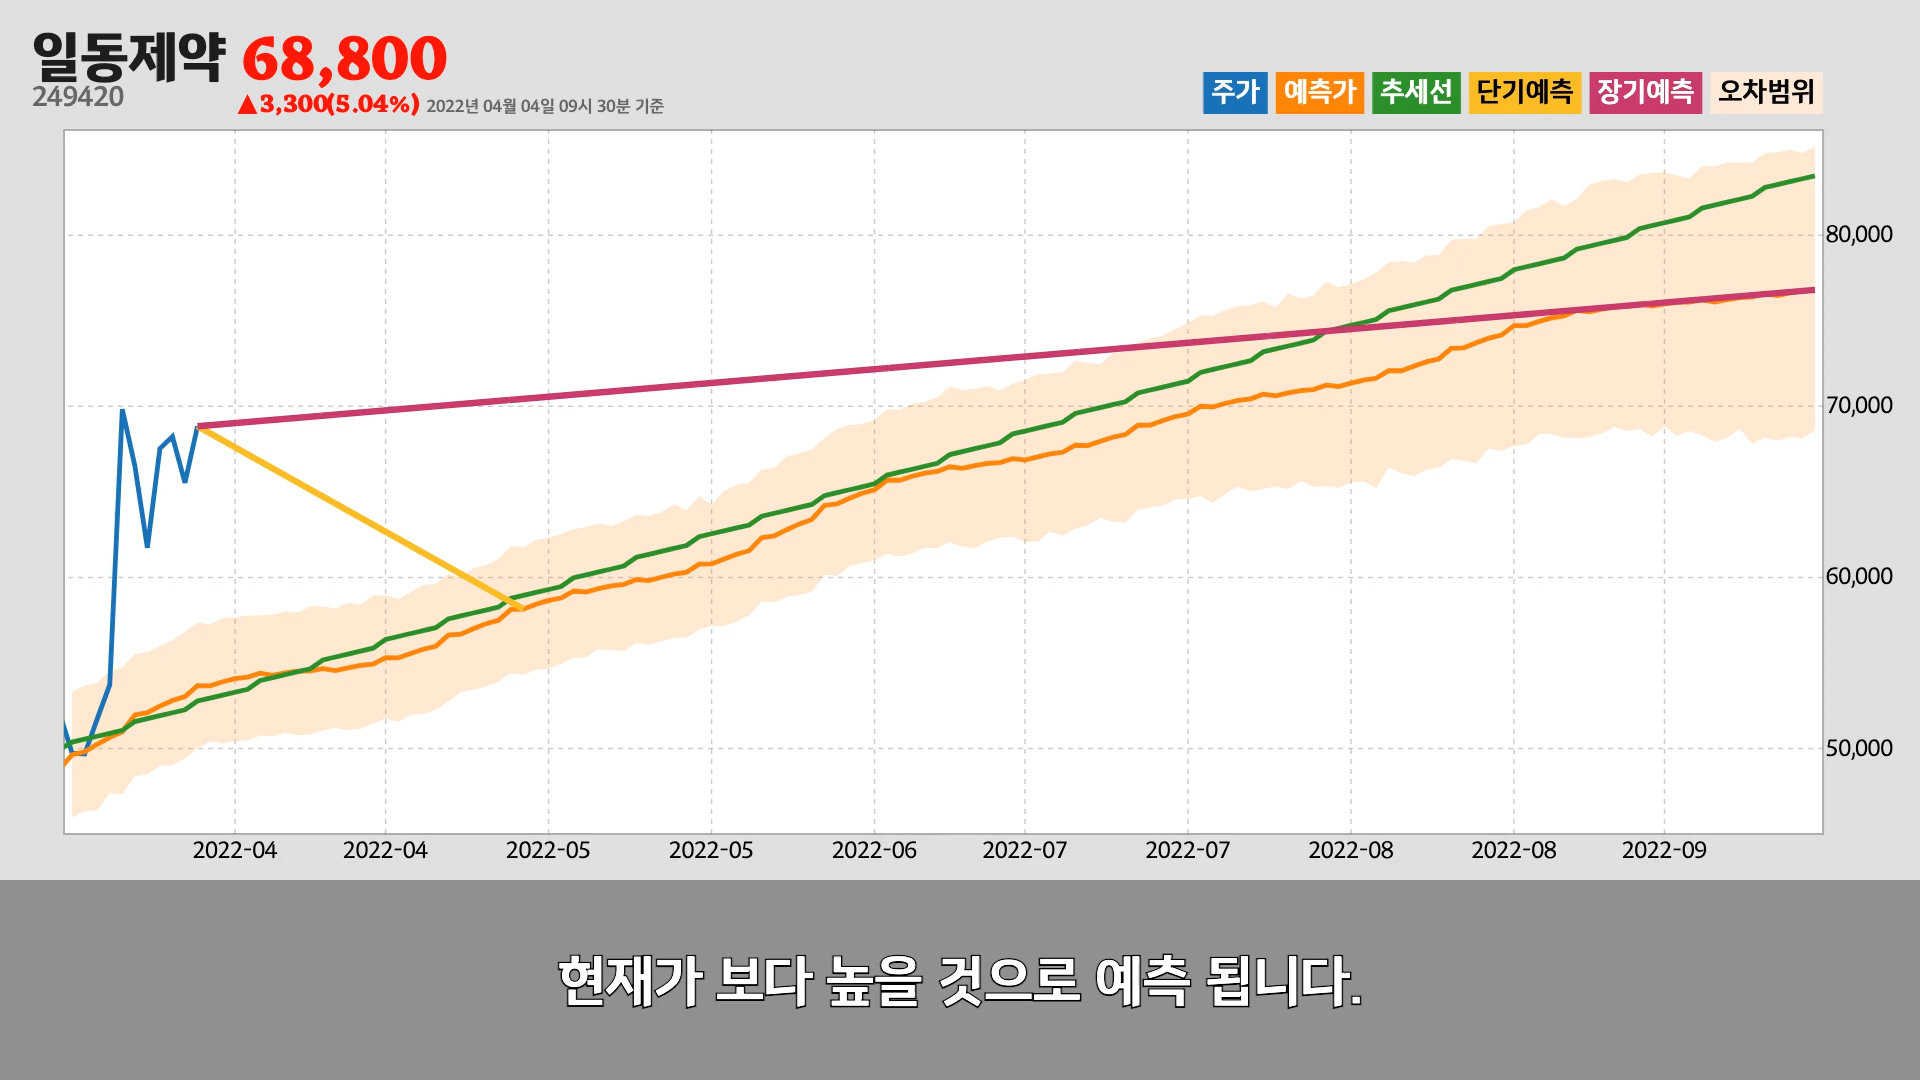 일동제약 68,800
249420
▲3,300(5.04%) 2022년 04월 04일 09시 30분 기준
주가 예측가 추세선 단기예측 장기예측 오차범위
80,000
70,000
60,000
50,000
2022-04 2022-04 2022-05 2022-05 2022-06 2022-07 2022-07 2022-08 2022-08 2022-09
현재가 보다 높을 것으로 예측 됩니다.